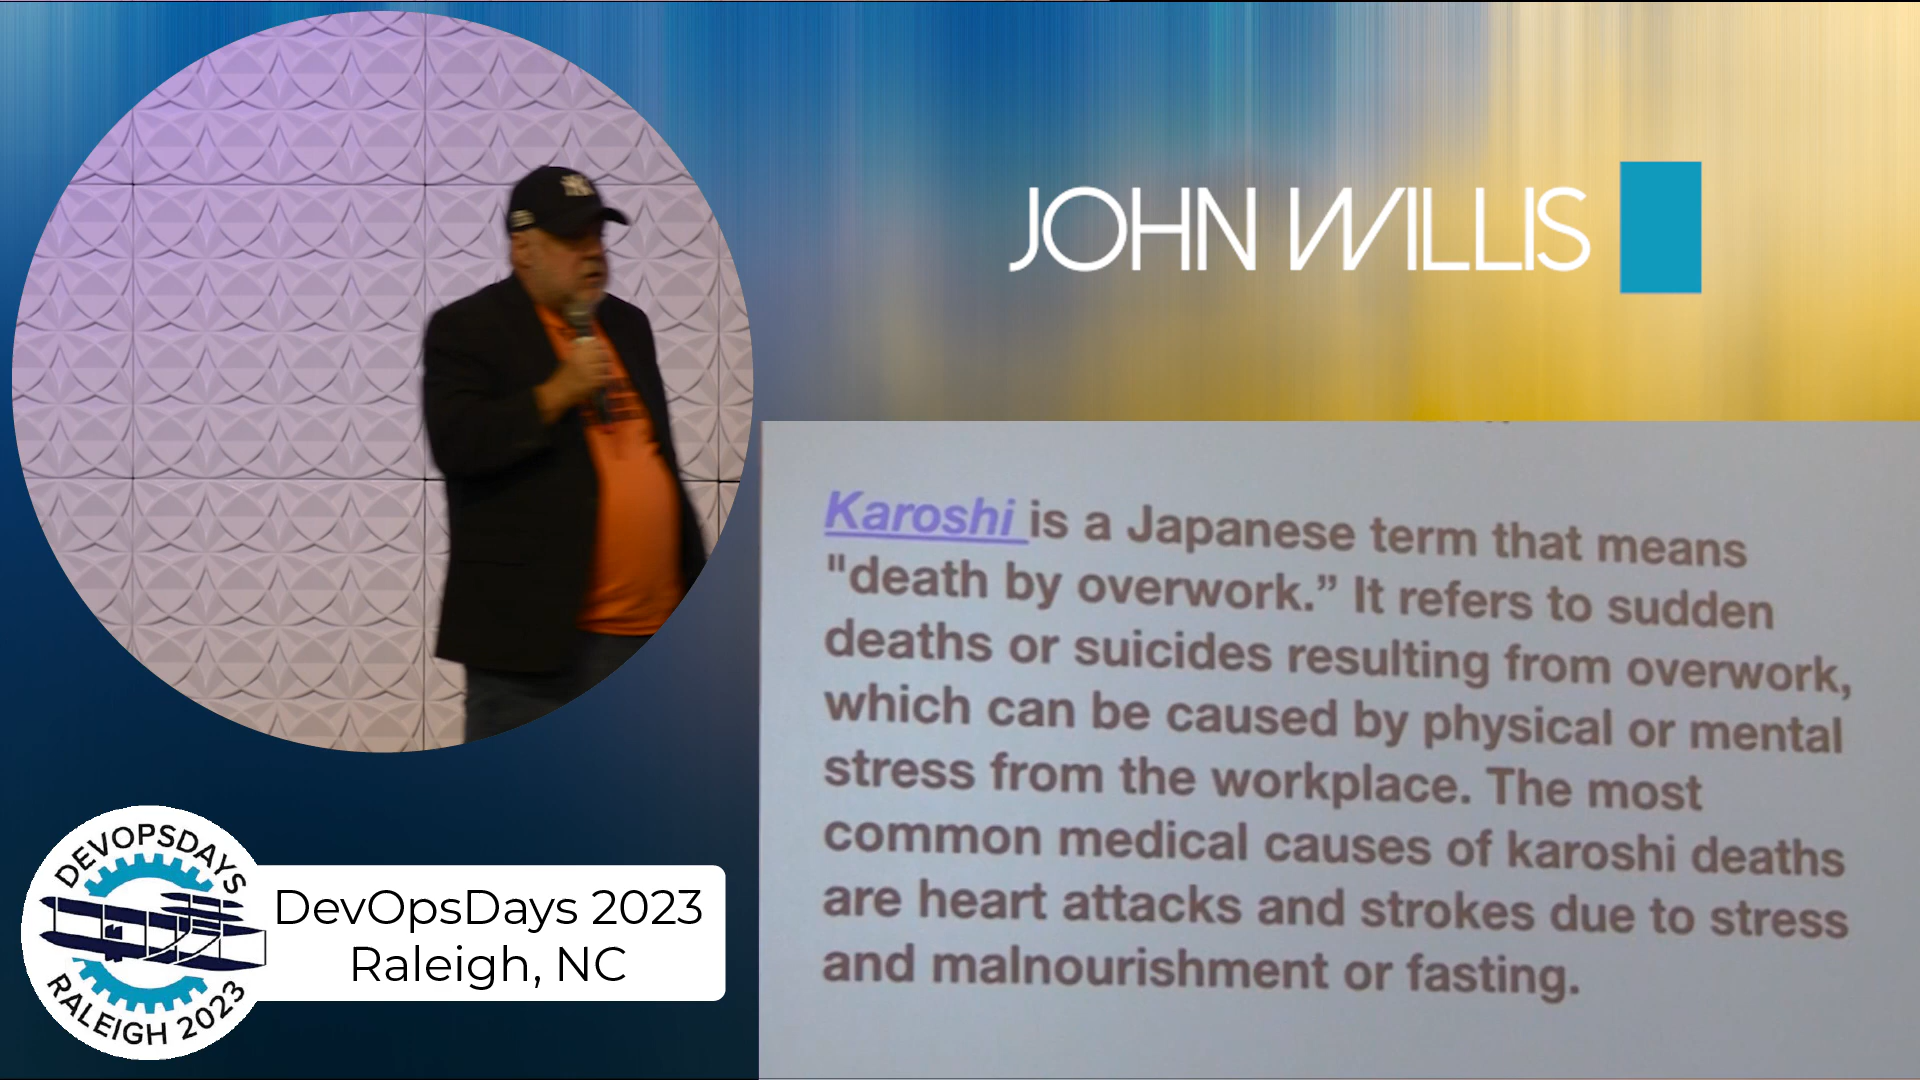 JOHN WILLIS
Karoshi is a Japanese term that means
"death by overwork.” It refers to sudden
deaths or suicides resulting from overwork,
which can be caused by physical or mental
stress from the workplace. The most
common medical causes of karoshi deaths
are heart attacks and strokes due to stress
and malnourishment or fasting.
DEVOPSDAYS
RALEIGH 2023
DevOpsDays 2023
Raleigh, NC